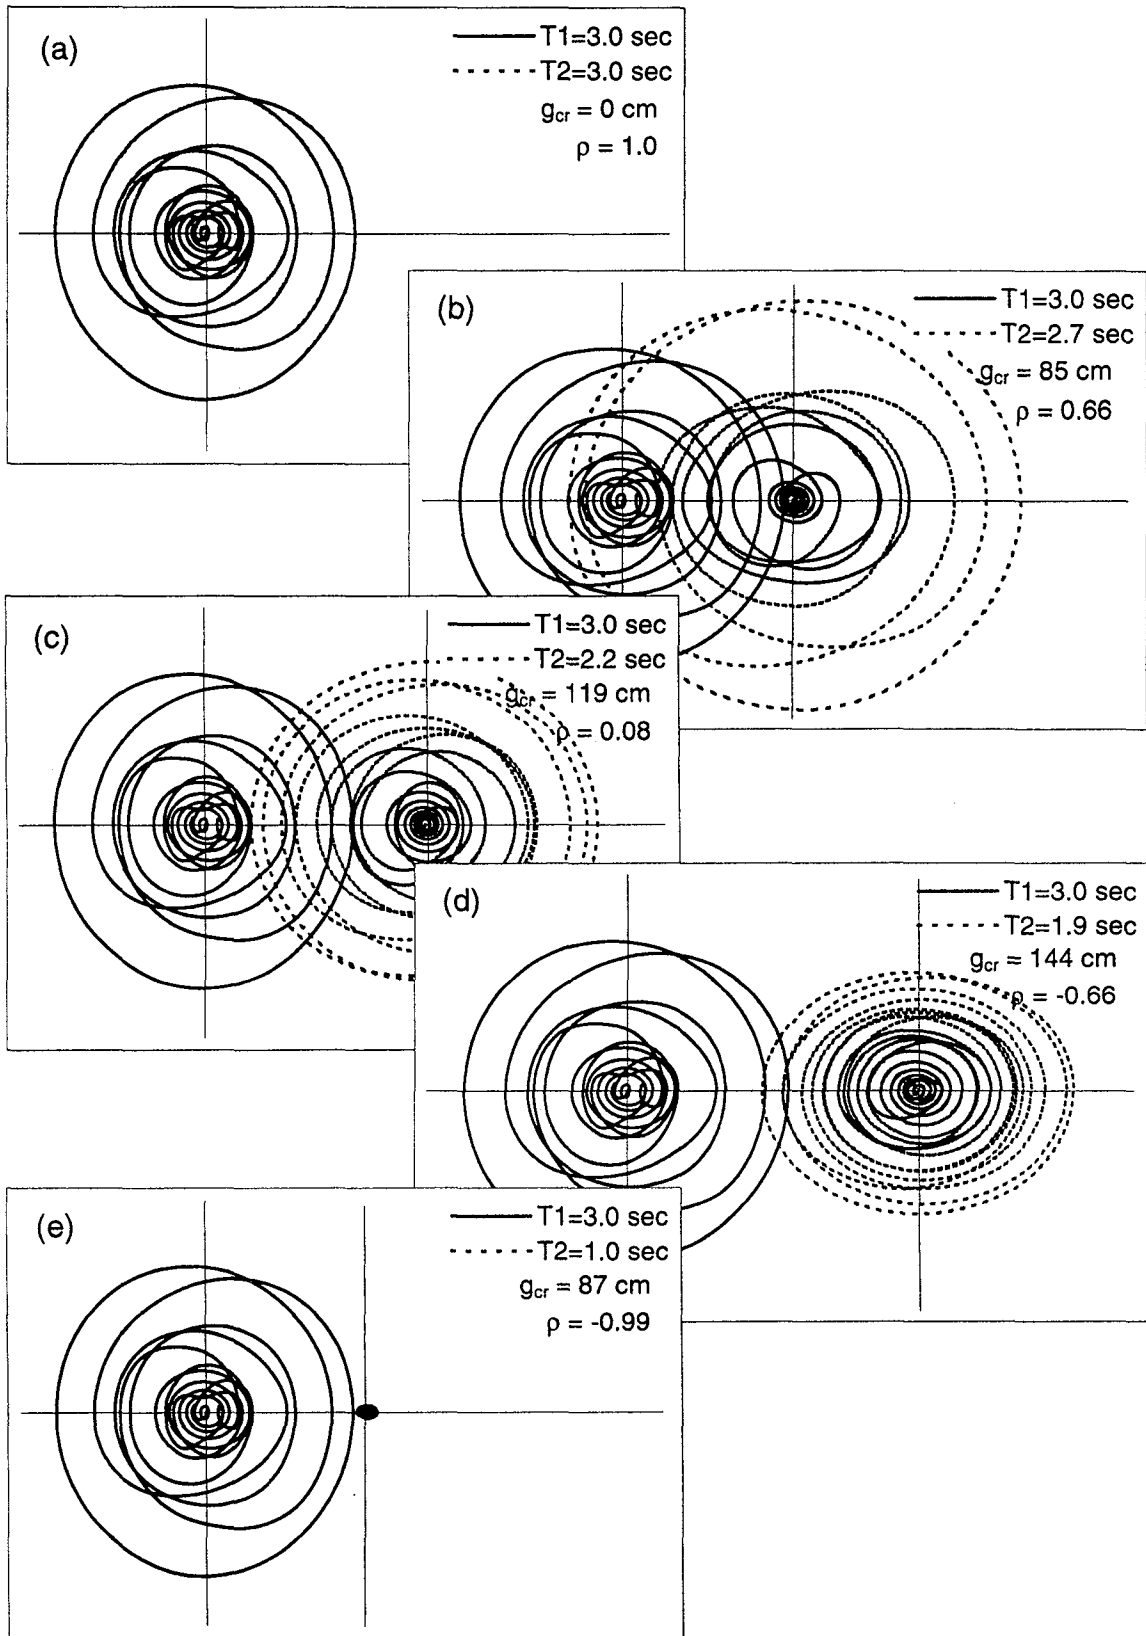 (a)
T1=3.0 sec
T2=3.0 sec
g_cr = 0 cm
ρ = 1.0
(b)
T1=3.0 sec
T2=2.7 sec
g_cr = 85 cm
ρ = 0.66
(c)
T1=3.0 sec
T2=2.2 sec
g_cr = 119 cm
ρ = 0.08
(d)
T1=3.0 sec
T2=1.9 sec
g_cr = 144 cm
ρ = -0.66
(e)
T1=3.0 sec
T2=1.0 sec
g_cr = 87 cm
ρ = -0.99